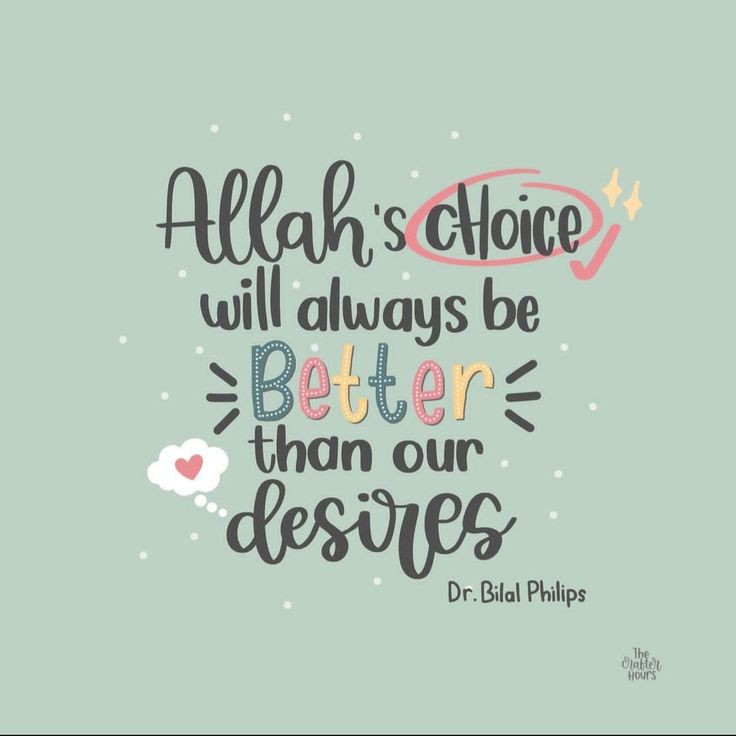 Allah's cHoice
will always be
Better
than our
desires
Dr. Bilal Philips
The
Crafter
Hours